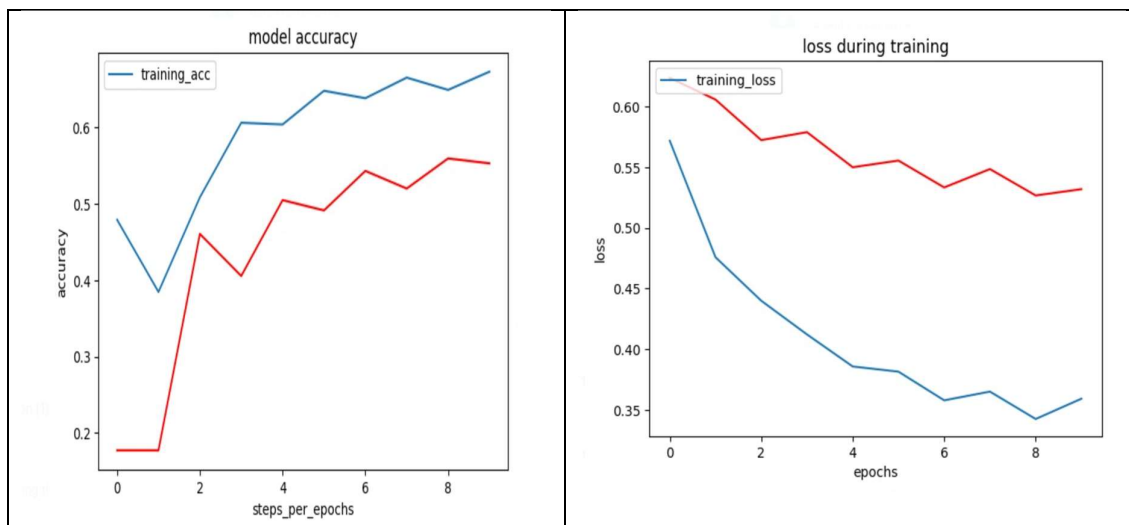 model accuracy
training_acc
0.6
0.5
0.4
0.3
0.2
accuracy
0 2 4 6 8
steps_per_epochs
loss during training
training_loss
0.60
0.55
0.50
0.45
0.40
0.35
loss
0 2 4 6 8
epochs